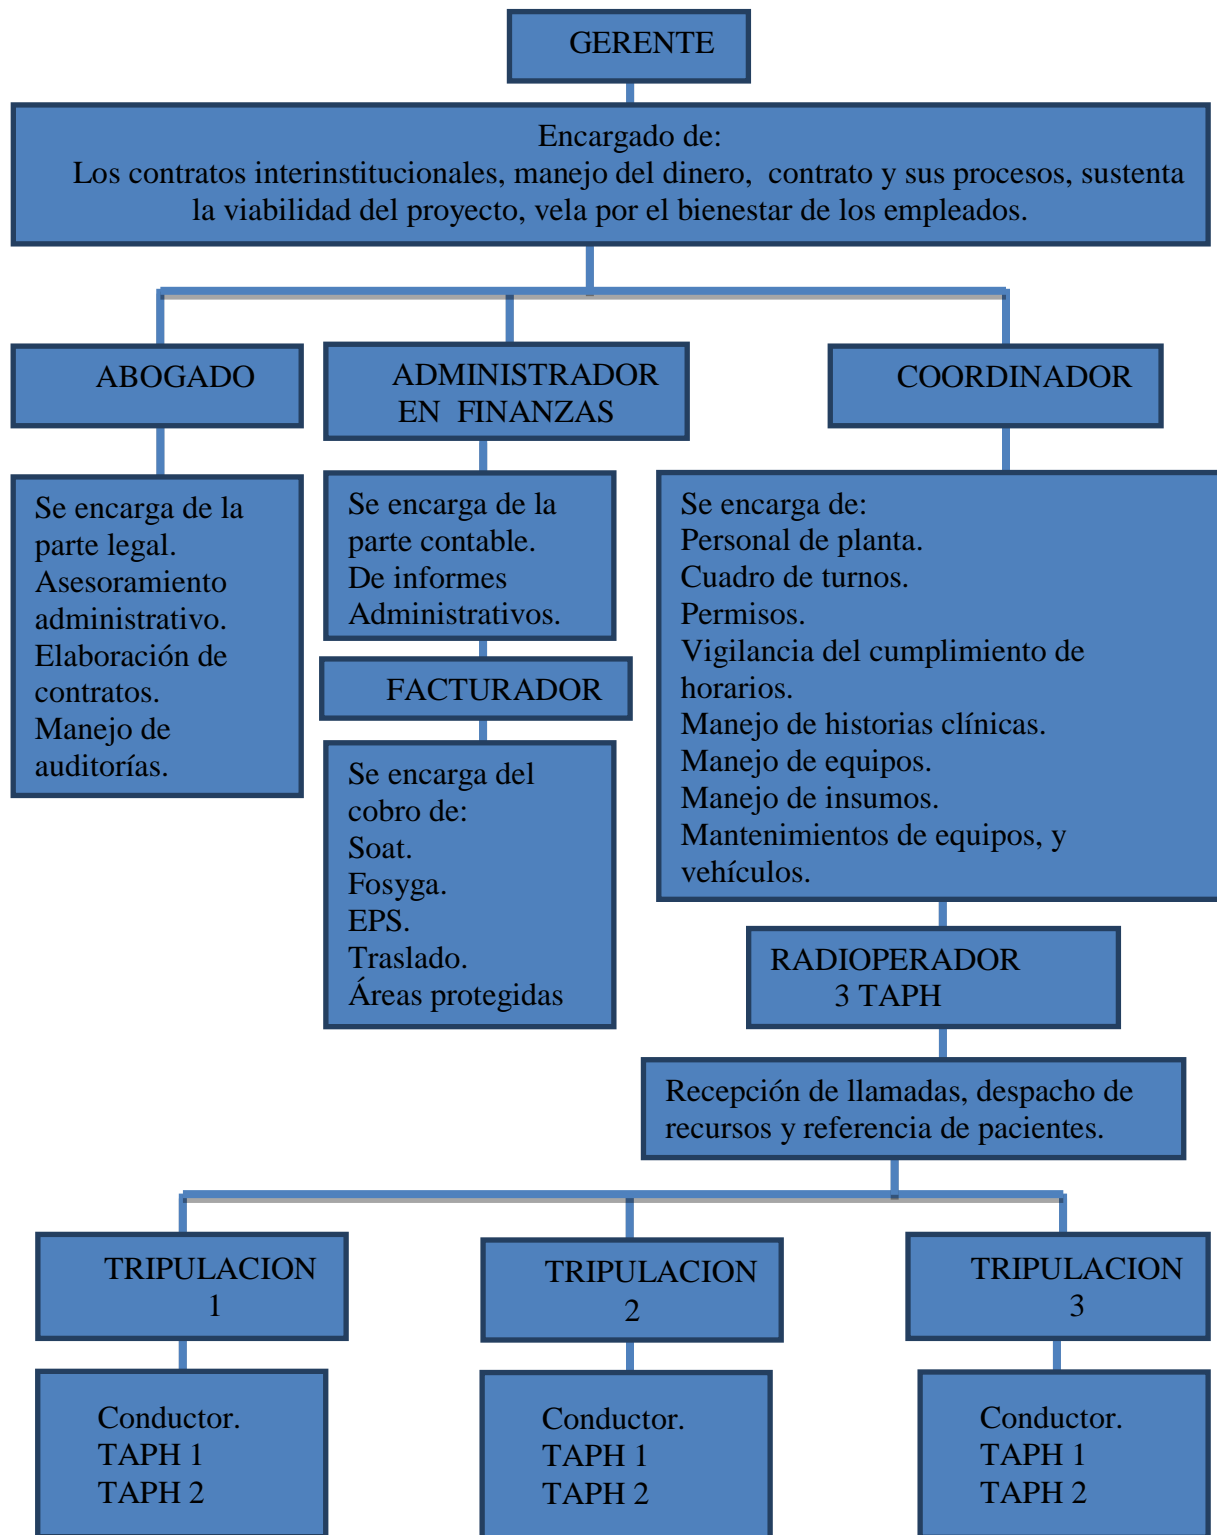 GERENTE
Encargado de:
Los contratos interinstitucionales, manejo del dinero, contrato y sus procesos, sustenta
la viabilidad del proyecto, vela por el bienestar de los empleados.
ABOGADO
Se encarga de la
parte legal.
Asesoramiento
administrativo.
Elaboración de
contratos.
Manejo de
auditorías.
ADMINISTRADOR
EN FINANZAS
Se encarga de la
parte contable.
De informes
Administrativos.
FACTURADOR
Se encarga del
cobro de:
Soat.
Fosyga.
EPS.
Traslado.
Áreas protegidas
COORDINADOR
Se encarga de:
Personal de planta.
Cuadro de turnos.
Permisos.
Vigilancia del cumplimiento de
horarios.
Manejo de historias clínicas.
Manejo de equipos.
Manejo de insumos.
Mantenimientos de equipos, y
vehículos.
RADIOPERADOR
3 TAPH
Recepción de llamadas, despacho de
recursos y referencia de pacientes.
TRIPULACION
1
Conductor.
TAPH 1
TAPH 2
TRIPULACION
2
Conductor.
TAPH 1
TAPH 2
TRIPULACION
3
Conductor.
TAPH 1
TAPH 2